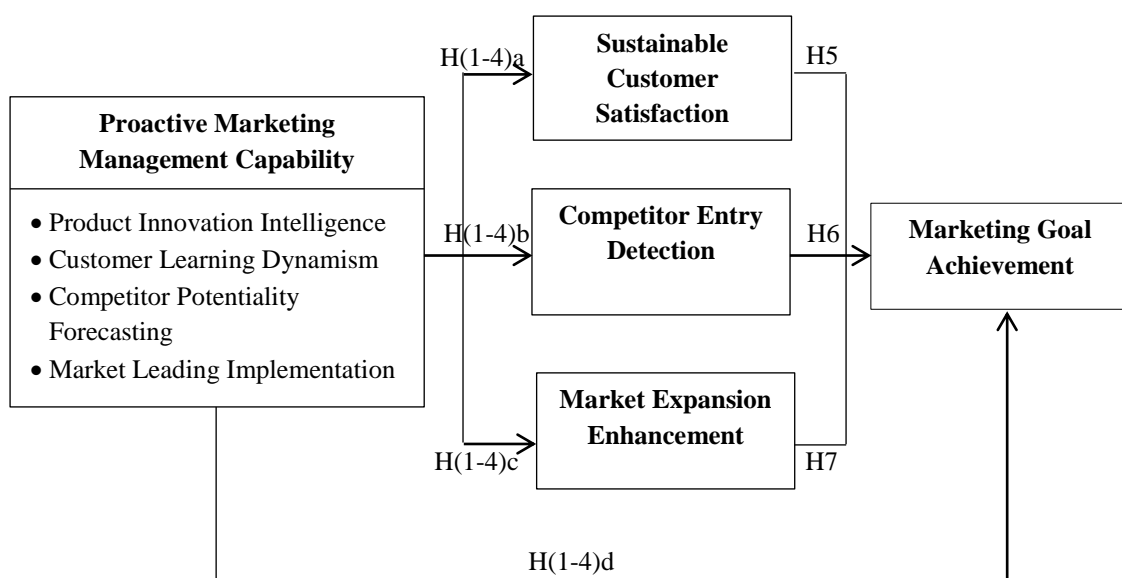 Proactive Marketing
Management Capability
• Product Innovation Intelligence
• Customer Learning Dynamism
• Competitor Potentiality
Forecasting
• Market Leading Implementation
H(1-4)a
H(1-4)b
H(1-4)c
Sustainable
Customer
Satisfaction
Competitor Entry
Detection
Market Expansion
Enhancement
H5
H6
H7
Marketing Goal
Achievement
H(1-4)d